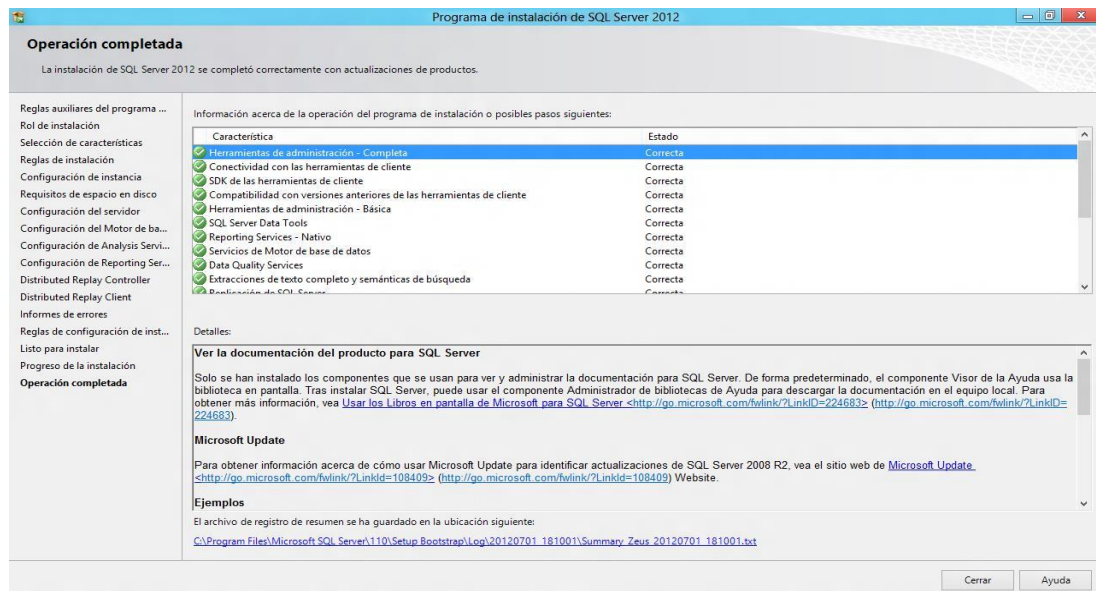 Programa de instalación de SQL Server 2012
Operación completada
La instalación de SQL Server 2012 se completó correctamente con actualizaciones de productos.
Reglas auxiliares del programa ...
Rol de instalación
Selección de características
Reglas de instalación
Configuración de instancia
Requisitos de espacio en disco
Configuración del servidor
Configuración del Motor de ba...
Configuración de Analysis Servi...
Configuración de Reporting Ser...
Distributed Replay Controller
Distributed Replay Client
Informes de errores
Reglas de configuración de inst...
Listo para instalar
Progreso de la instalación
Operación completada
Información acerca de la operación del programa de instalación o posibles pasos siguientes:
Característica Estado
Herramientas de administración - Completa Correcta
Conectividad con las herramientas de cliente Correcta
SDK de las herramientas de cliente Correcta
Compatibilidad con versiones anteriores de las herramientas de cliente Correcta
Herramientas de administración - Básica Correcta
SQL Server Data Tools Correcta
Reporting Services - Nativo Correcta
Servicios de Motor de base de datos Correcta
Data Quality Services Correcta
Extracciones de texto completo y semánticas de búsqueda Correcta
Replicación de SQL Server Correcta
Detalles:
Ver la documentación del producto para SQL Server
Solo se han instalado los componentes que se usan para ver y administrar la documentación para SQL Server. De forma predeterminada, el componente Visor de la Ayuda usa la
biblioteca en pantalla. Tras instalar SQL Server, puede usar el componente Administrador de bibliotecas de Ayuda para descargar la documentación en el equipo local. Para
obtener más información, vea Usar los Libros en pantalla de Microsoft para SQL Server <http://go.microsoft.com/fwlink/?LinkID=224683> (http://go.microsoft.com/fwlink/?LinkID=
224683).
Microsoft Update
Para obtener información acerca de cómo usar Microsoft Update para identificar actualizaciones de SQL Server 2008 R2, vea el sitio web de Microsoft Update
<http://go.microsoft.com/fwlink/?LinkId=108409> (http://go.microsoft.com/fwlink/?LinkId=108409) Website.
Ejemplos
El archivo de registro de resumen se ha guardado en la ubicación siguiente:
C:\Program Files\Microsoft SQL Server\110\Setup Bootstrap\Log\20120701_181001\Summary_Zeus_20120701_181001.txt
Cerrar Ayuda